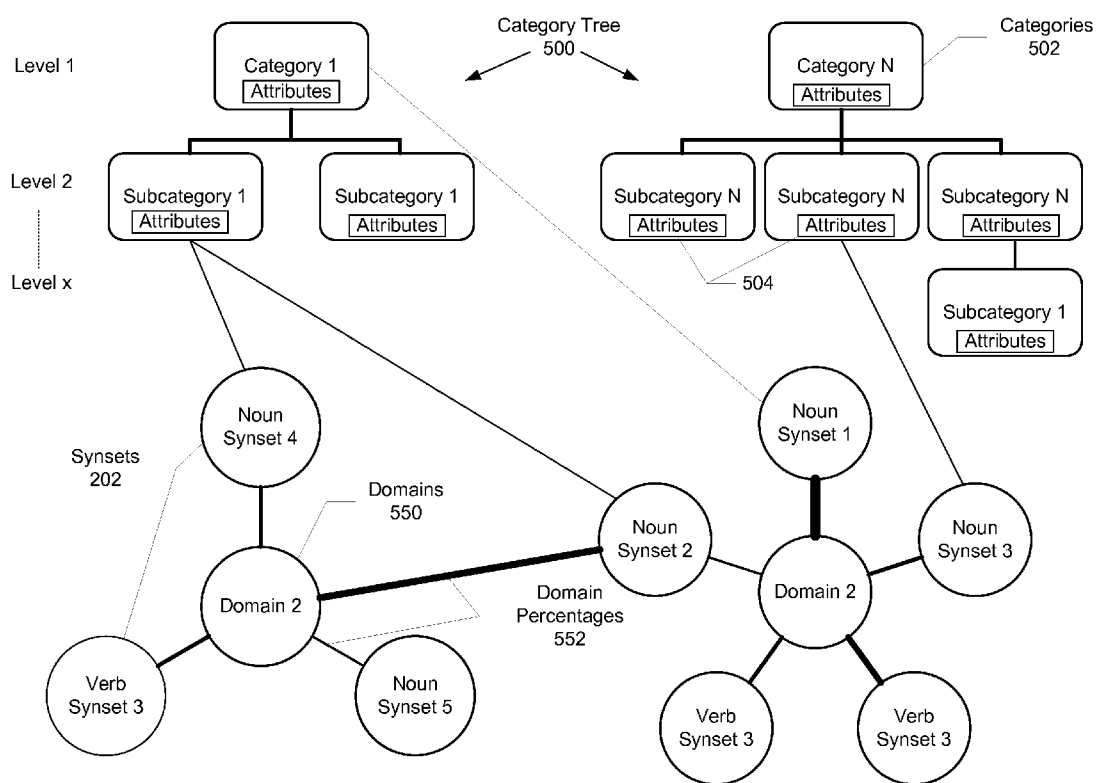 Category Tree
500
Categories
502
Level 1
Category 1
Attributes
Category N
Attributes
Level 2
Subcategory 1
Attributes
Subcategory 1
Attributes
Subcategory N
Attributes
Subcategory N
Attributes
Subcategory N
Attributes
Level x
504
Subcategory 1
Attributes
Noun
Synset 4
Noun
Synset 1
Synsets
202
Domains
550
Noun
Synset 2
Noun
Synset 3
Domain 2
Domain
Percentages
552
Domain 2
Verb
Synset 3
Noun
Synset 5
Verb
Synset 3
Verb
Synset 3